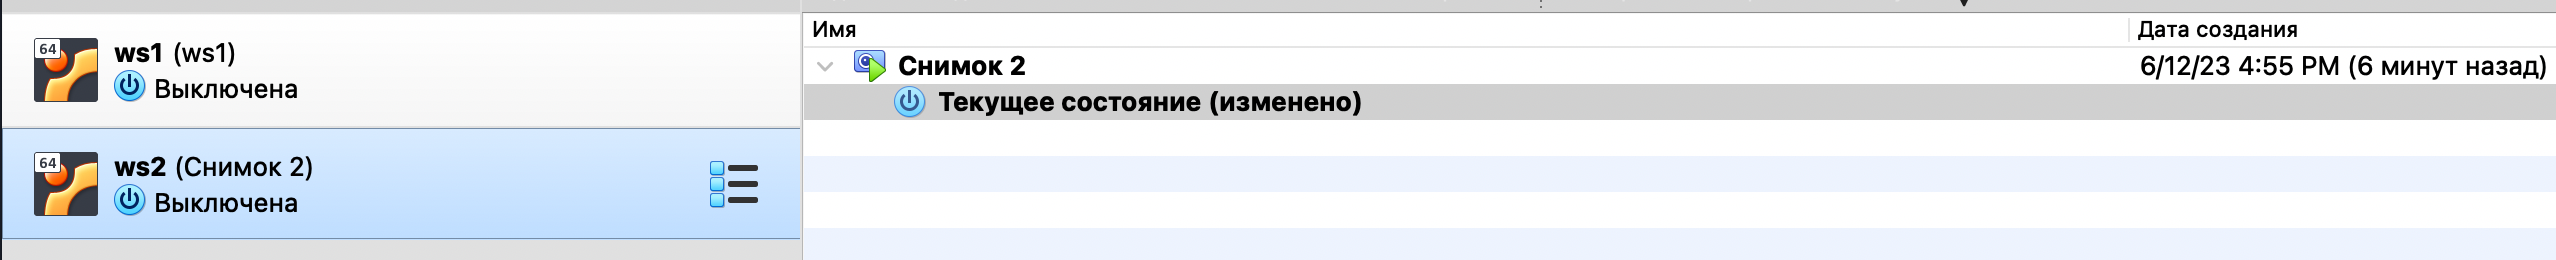 64 ws1 (ws1)
Выключена
64 ws2 (Снимок 2)
Выключена
Имя Дата создания
Снимок 2 6/12/23 4:55 PM (6 минут назад)
Текущее состояние (изменено)